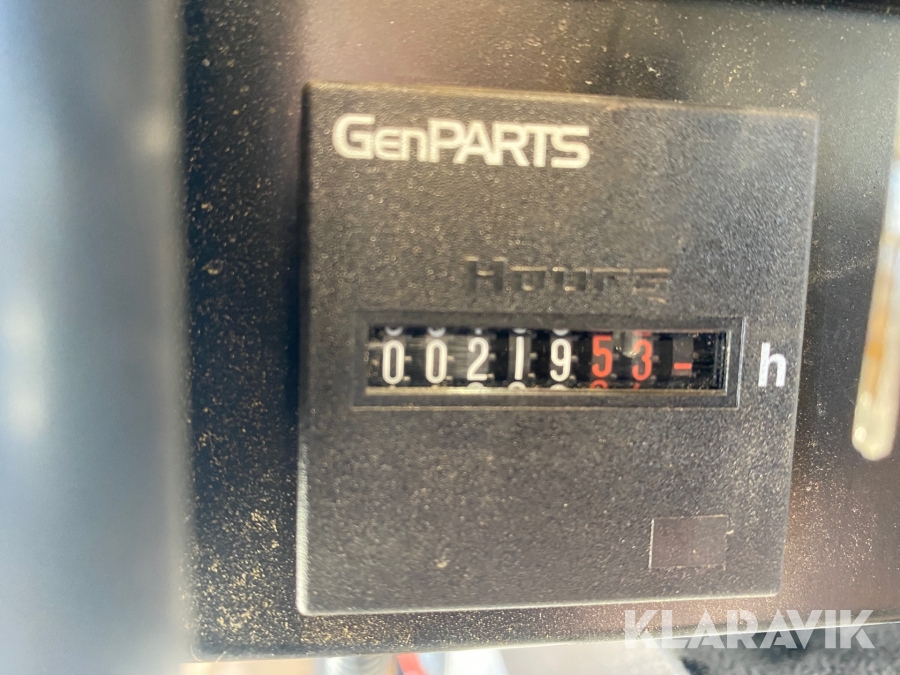 GenPARTS
Hours
0021953 h
KLARAVIK